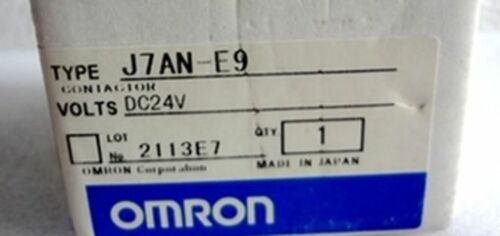 TYPE J7AN-E9
CONTACTOR
VOLTS DC24V
LOT No. 2113E7 QTY. 1
OMRON Corporation MADE IN JAPAN
OMRON